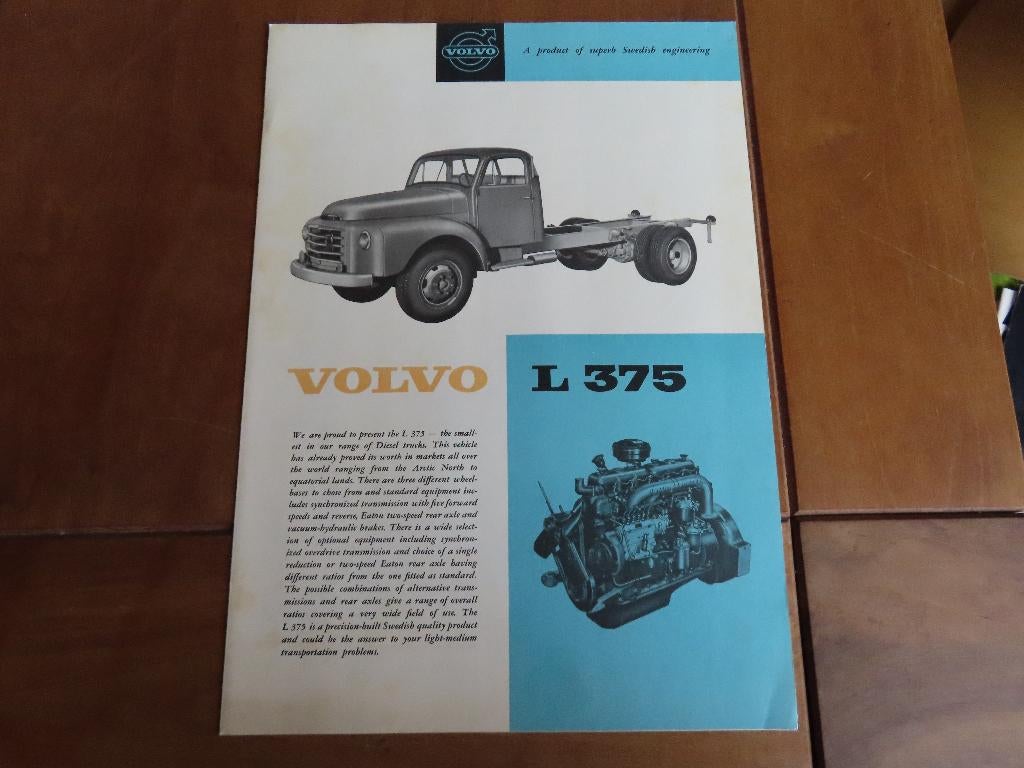 VOLVO
A product of superb Swedish engineering
VOLVO
L 375
We are proud to present the L 375 — the small-
est in our range of Diesel trucks. This vehicle
has already proved its worth in markets all over
the world ranging from the Arctic North to
equatorial lands. There are three different wheel-
bases to chose from and standard equipment inc-
ludes synchronized transmission with five forward
speeds and reverse, Eaton two-speed rear axle and
vacuum-hydraulic brakes. There is a wide select-
ion of optional equipment including synchron-
ized overdrive transmission and choice of a single
reduction or two-speed Eaton rear axle having
different ratios from the one fitted as standard.
The possible combinations of alternative trans-
missions and rear axles give a range of overall
ratios covering a very wide field of use. The
L 375 is a precision-built Swedish quality product
and could be the answer to your light-medium
transportation problems.